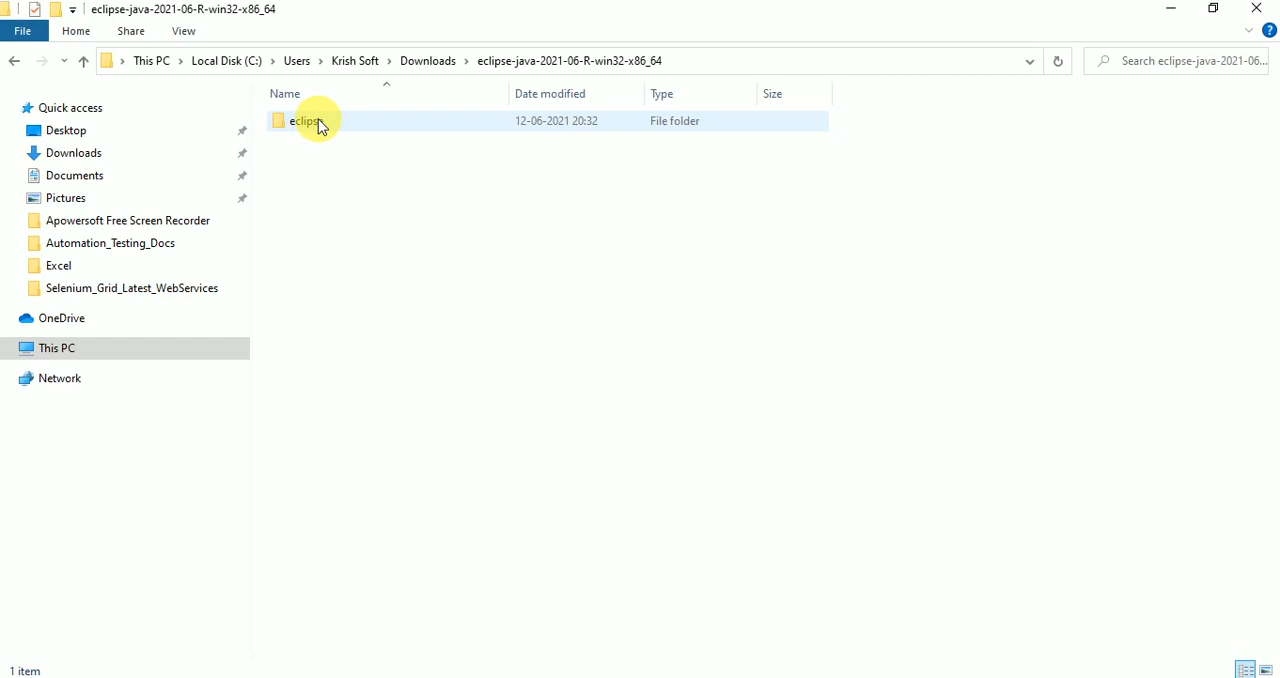 eclipse-java-2021-06-R-win32-x86_64
File Home Share View
This PC Local Disk (C:) Users Krish Soft Downloads eclipse-java-2021-06-R-win32-x86_64 Search eclipse-java-2021-06...
Name Date modified Type Size
eclipse 12-06-2021 20:32 File folder
Quick access
Desktop
Downloads
Documents
Pictures
Apowersoft Free Screen Recorder
Automation_Testing_Docs
Excel
Selenium_Grid_Latest_WebServices
OneDrive
This PC
Network
1 item